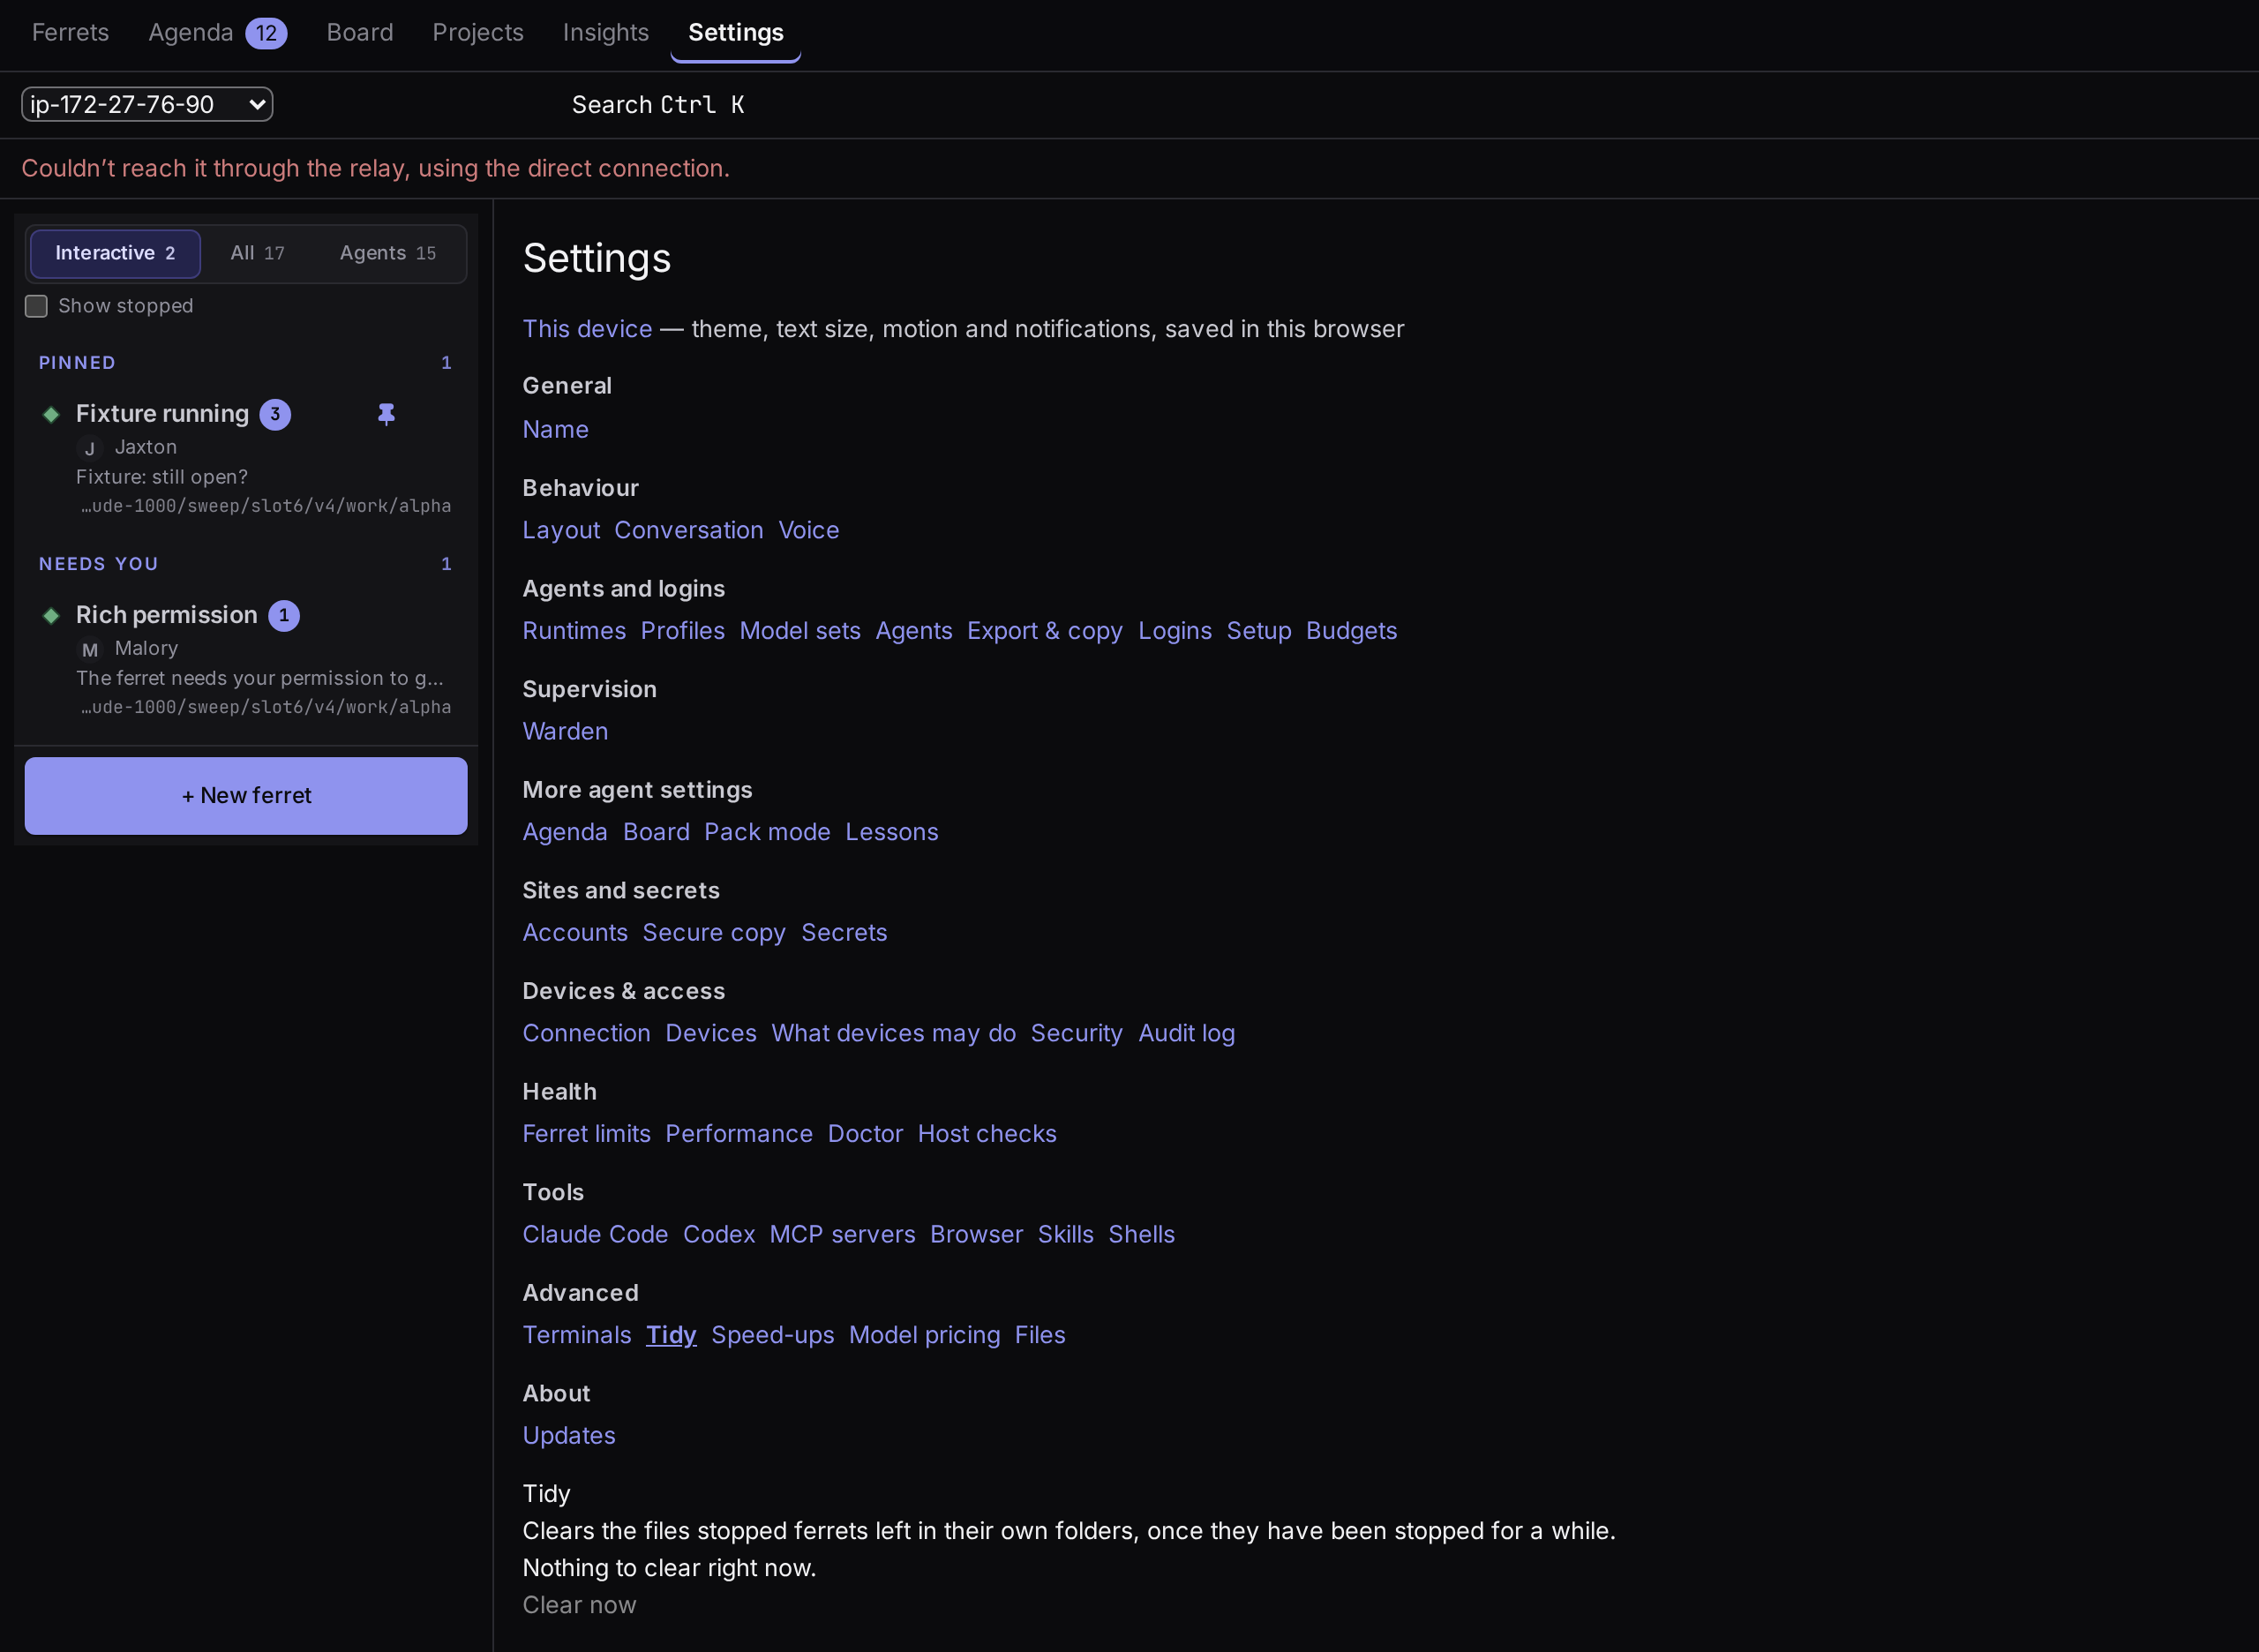 Ferrets Agenda 12 Board Projects Insights Settings
ip-172-27-76-90 Search Ctrl K
Couldn’t reach it through the relay, using the direct connection.
Interactive 2 All 17 Agents 15
Show stopped
PINNED 1
Fixture running 3
J Jaxton
Fixture: still open?
…ude-1000/sweep/slot6/v4/work/alpha
NEEDS YOU 1
Rich permission 1
M Malory
The ferret needs your permission to g…
…ude-1000/sweep/slot6/v4/work/alpha
+ New ferret
Settings
This device — theme, text size, motion and notifications, saved in this browser
General
Name
Behaviour
Layout Conversation Voice
Agents and logins
Runtimes Profiles Model sets Agents Export & copy Logins Setup Budgets
Supervision
Warden
More agent settings
Agenda Board Pack mode Lessons
Sites and secrets
Accounts Secure copy Secrets
Devices & access
Connection Devices What devices may do Security Audit log
Health
Ferret limits Performance Doctor Host checks
Tools
Claude Code Codex MCP servers Browser Skills Shells
Advanced
Terminals Tidy Speed-ups Model pricing Files
About
Updates
Tidy
Clears the files stopped ferrets left in their own folders, once they have been stopped for a while.
Nothing to clear right now.
Clear now